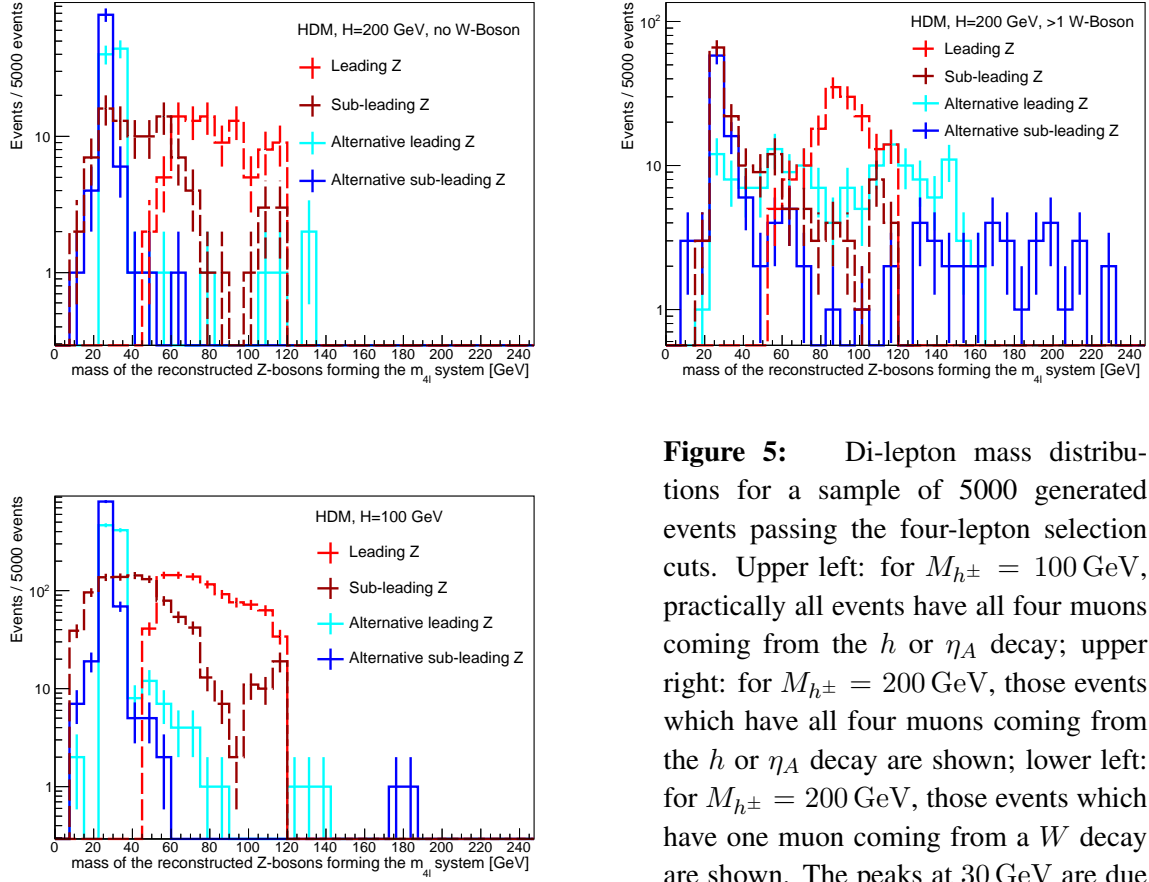 Events / 5000 events
10
1
HDM, H=200 GeV, no W-Boson
Leading Z
Sub-leading Z
Alternative leading Z
Alternative sub-leading Z
0 20 40 60 80 100 120 140 160 180 200 220 240
mass of the reconstructed Z-bosons forming the m4l system [GeV]
Events / 5000 events
10²
10
1
HDM, H=200 GeV, >1 W-Boson
Leading Z
Sub-leading Z
Alternative leading Z
Alternative sub-leading Z
0 20 40 60 80 100 120 140 160 180 200 220 240
mass of the reconstructed Z-bosons forming the m4l system [GeV]
Events / 5000 events
10²
10
1
HDM, H=100 GeV
Leading Z
Sub-leading Z
Alternative leading Z
Alternative sub-leading Z
0 20 40 60 80 100 120 140 160 180 200 220 240
mass of the reconstructed Z-bosons forming the m4l system [GeV]
Figure 5: Di-lepton mass distribu-
tions for a sample of 5000 generated
events passing the four-lepton selection
cuts. Upper left: for Mh± = 100 GeV,
practically all events have all four muons
coming from the h or ηA decay; upper
right: for Mh± = 200 GeV, those events
which have all four muons coming from
the h or ηA decay are shown; lower left:
for Mh± = 200 GeV, those events which
have one muon coming from a W decay
are shown. The peaks at 30 GeV are due